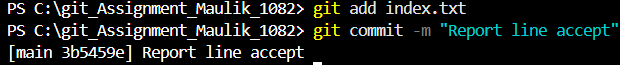 PS C:\git_Assignment_Maulik_1082> git add index.txt
PS C:\git_Assignment_Maulik_1082> git commit -m "Report line accept"
[main 3b5459e] Report line accept